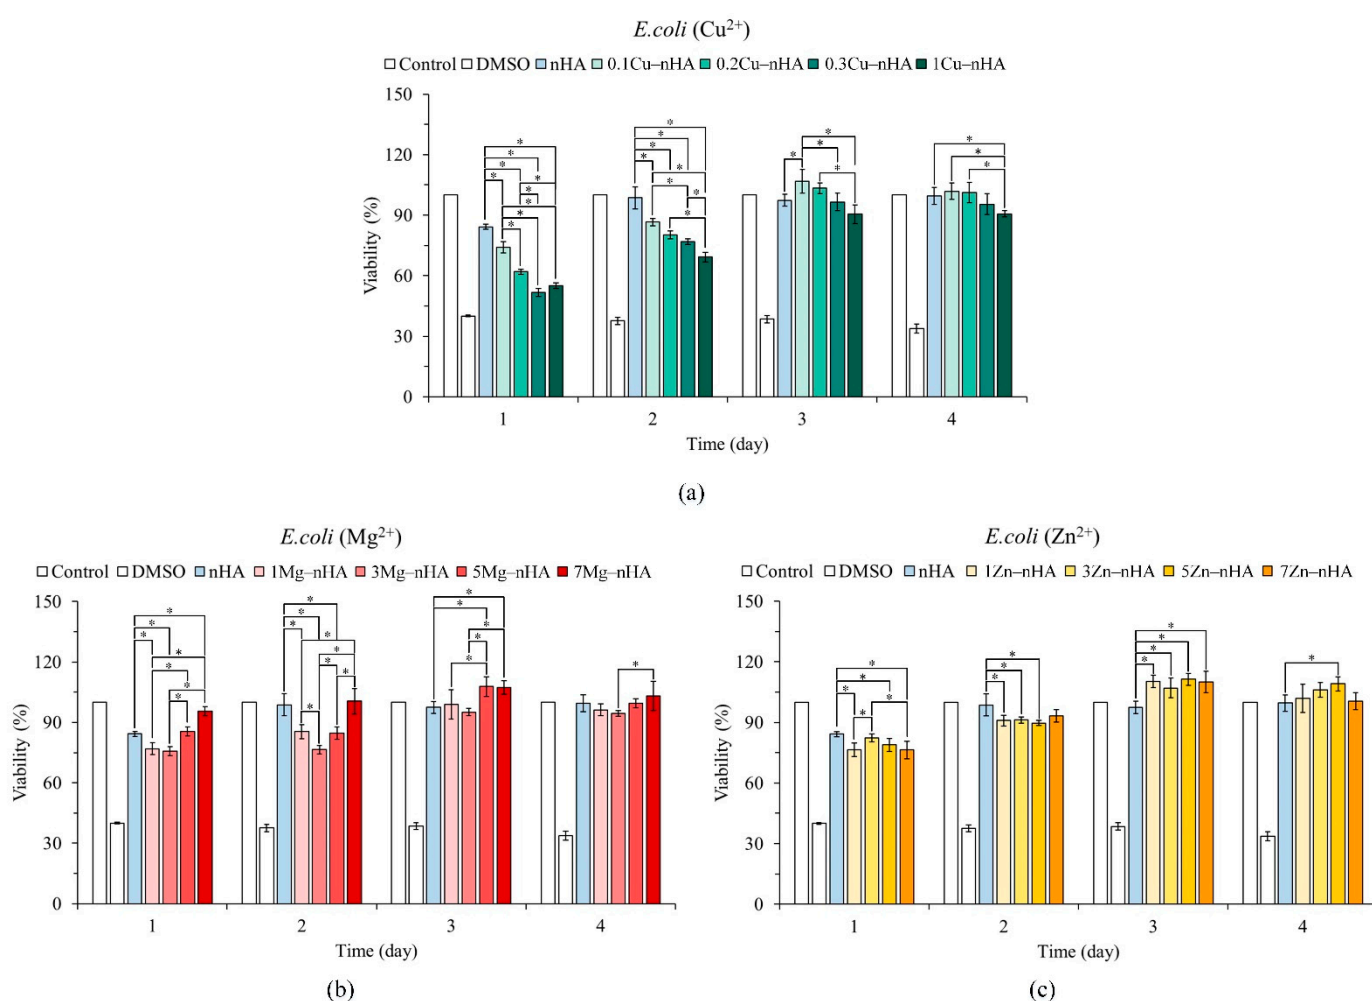 E.coli (Cu²⁺)
Control DMSO nHA 0.1Cu–nHA 0.2Cu–nHA 0.3Cu–nHA 1Cu–nHA
150
120
90
60
30
0
Viability (%)
1 2 3 4
Time (day)
(a)
E.coli (Mg²⁺)
Control DMSO nHA 1Mg–nHA 3Mg–nHA 5Mg–nHA 7Mg–nHA
150
120
90
60
30
0
Viability (%)
1 2 3 4
Time (day)
(b)
E.coli (Zn²⁺)
Control DMSO nHA 1Zn–nHA 3Zn–nHA 5Zn–nHA 7Zn–nHA
150
120
90
60
30
0
Viability (%)
1 2 3 4
Time (day)
(c)